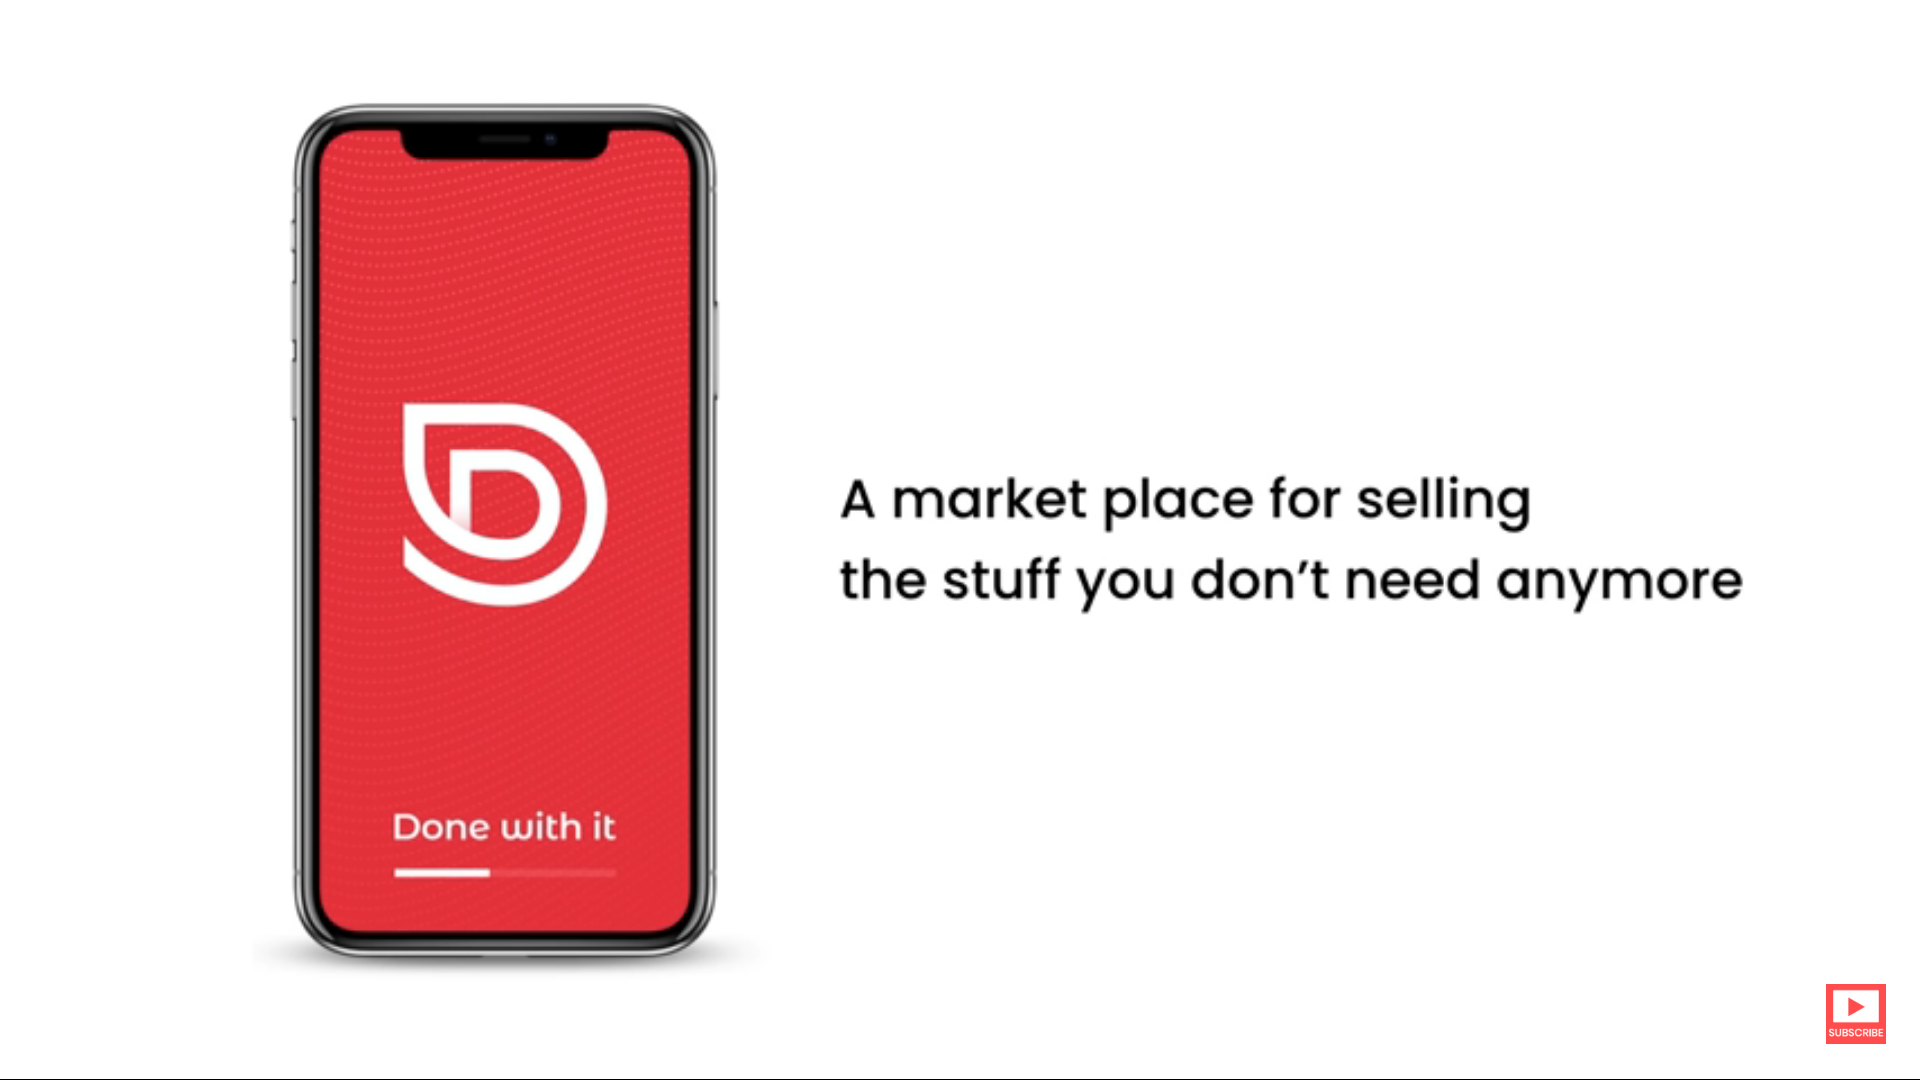 Done with it
A market place for selling
the stuff you don’t need anymore
SUBSCRIBE